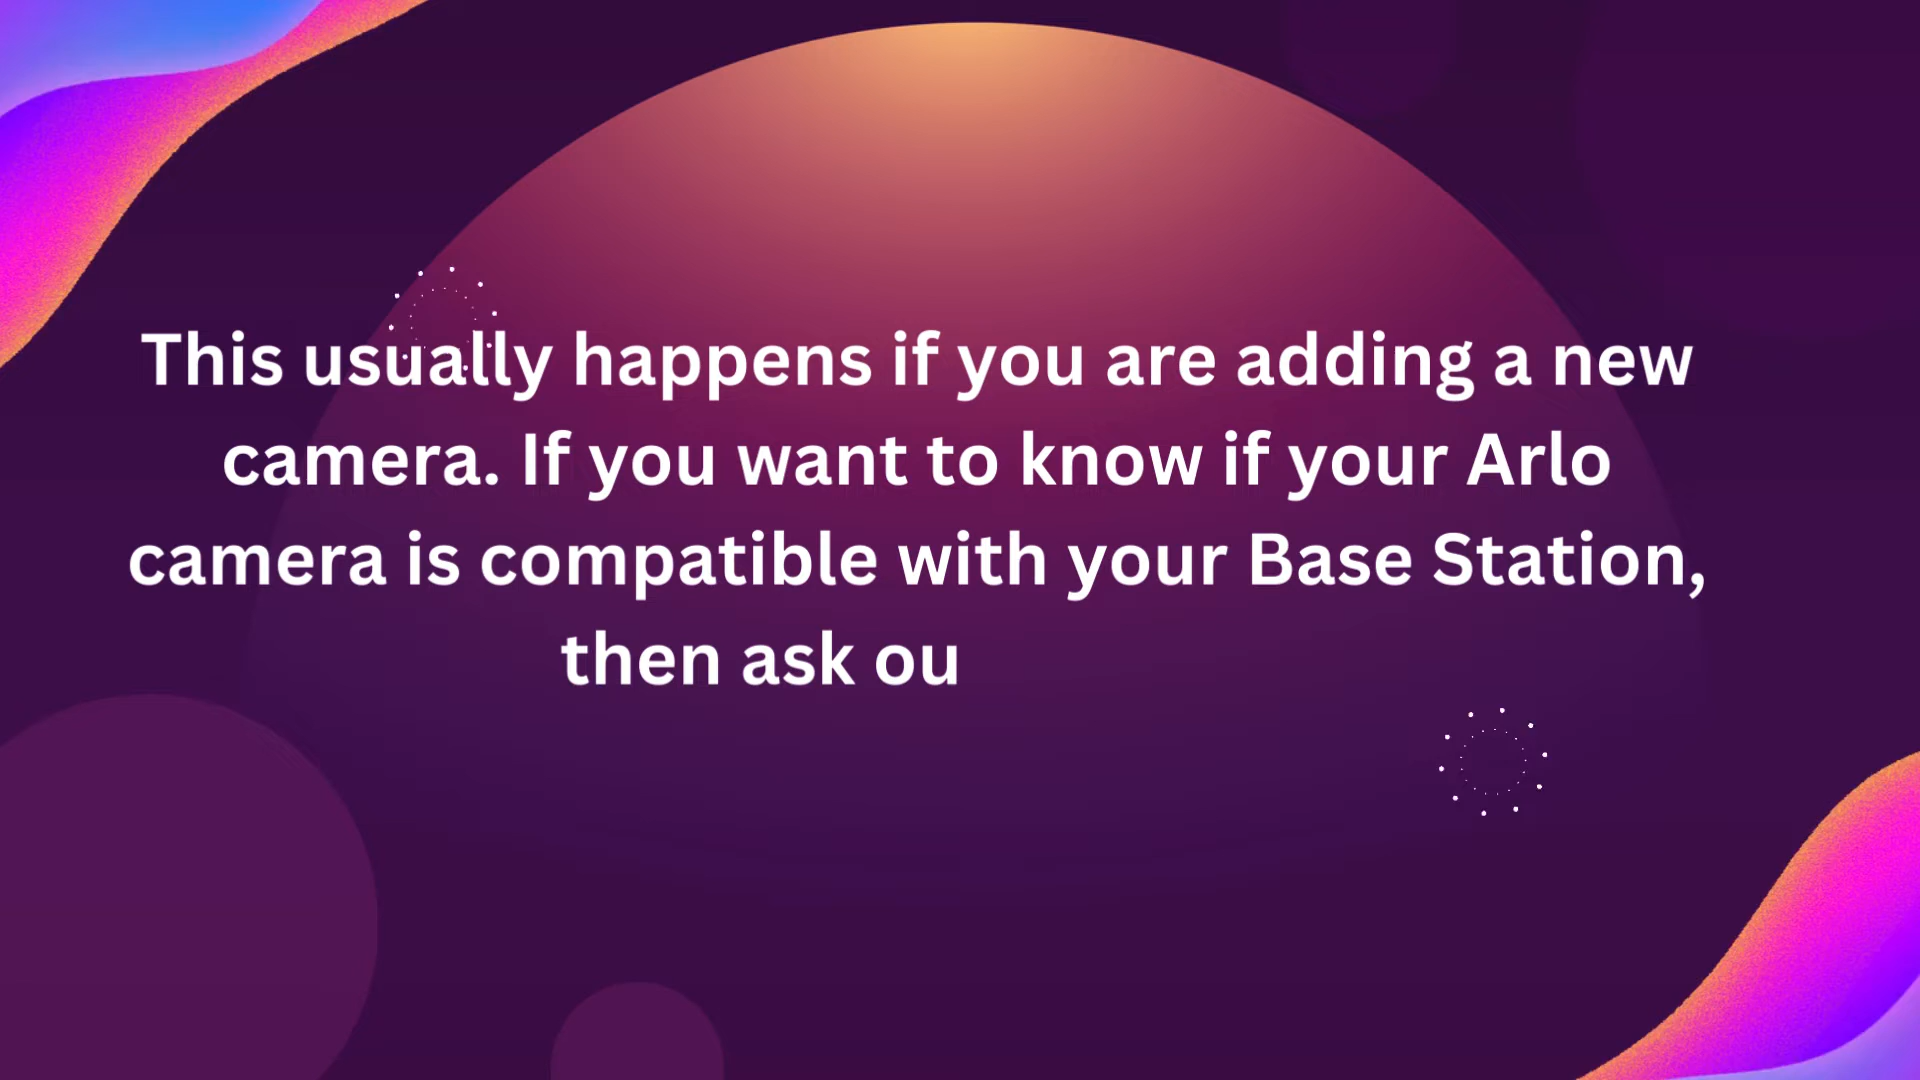 This usually happens if you are adding a new
camera. If you want to know if your Arlo
camera is compatible with your Base Station,
then ask ou